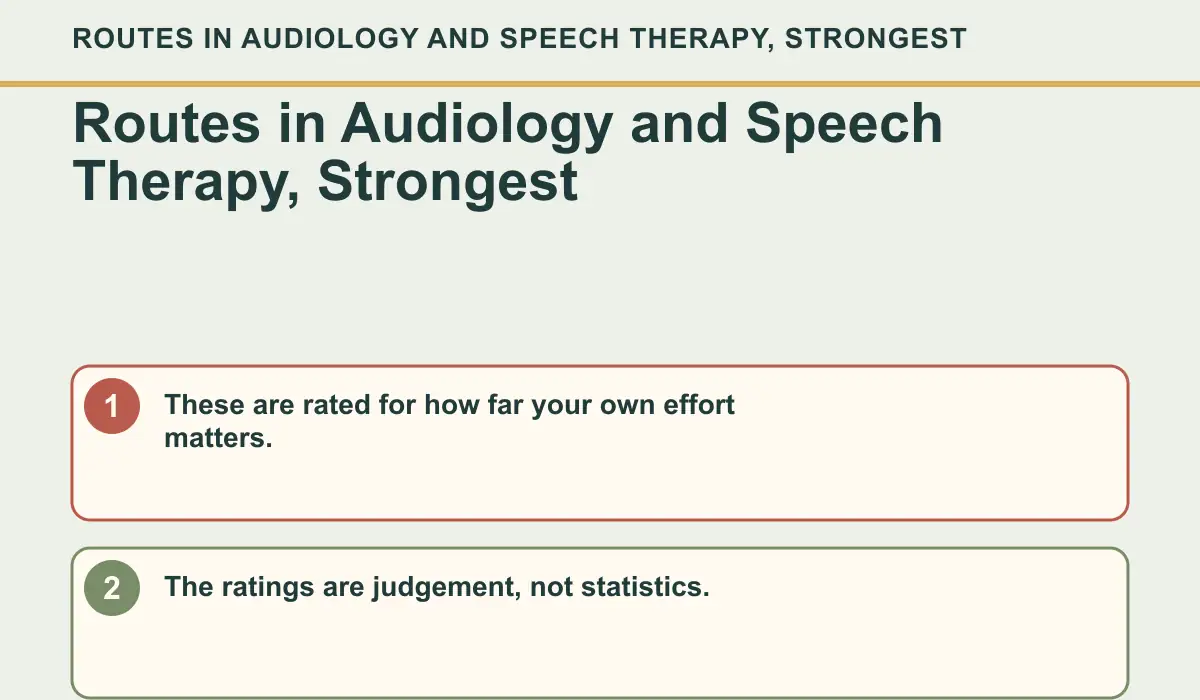 ROUTES IN AUDIOLOGY AND SPEECH THERAPY, STRONGEST
Routes in Audiology and Speech
Therapy, Strongest
1
These are rated for how far your own effort
matters.
2
The ratings are judgement, not statistics.